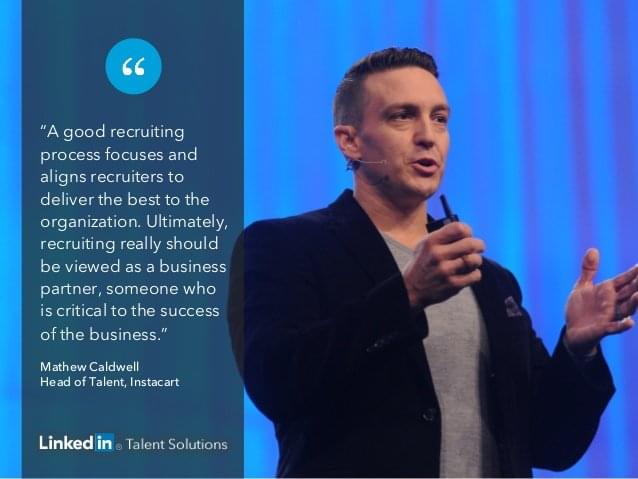 “
“A good recruiting
process focuses and
aligns recruiters to
deliver the best to the
organization. Ultimately,
recruiting really should
be viewed as a business
partner, someone who
is critical to the success
of the business.”
Mathew Caldwell
Head of Talent, Instacart
Linkedin® Talent Solutions